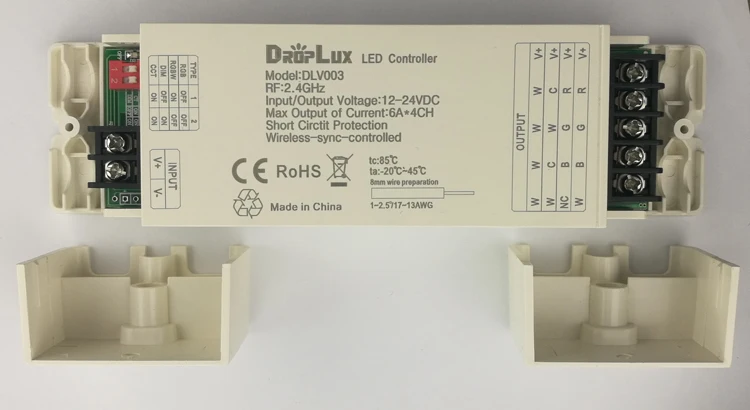 DROPLUX LED Controller
Model:DLV003
RF:2.4GHz
Input/Output Voltage:12-24VDC
Max Output of Current:6A*4CH
Short Circtit Protection
Wireless-sync-controlled
CE RoHS
tc:85℃
ta:-20℃~45℃
8mm wire preparation
Made in China
TYPE 1 2
RGB OFF OFF
RGBW OFF ON
DIM ON OFF
CCT ON ON
INPUT
V+ V-
OUTPUT
W W W W V+
W C W C V+
NC B G R V+
W B G R V+
1 2